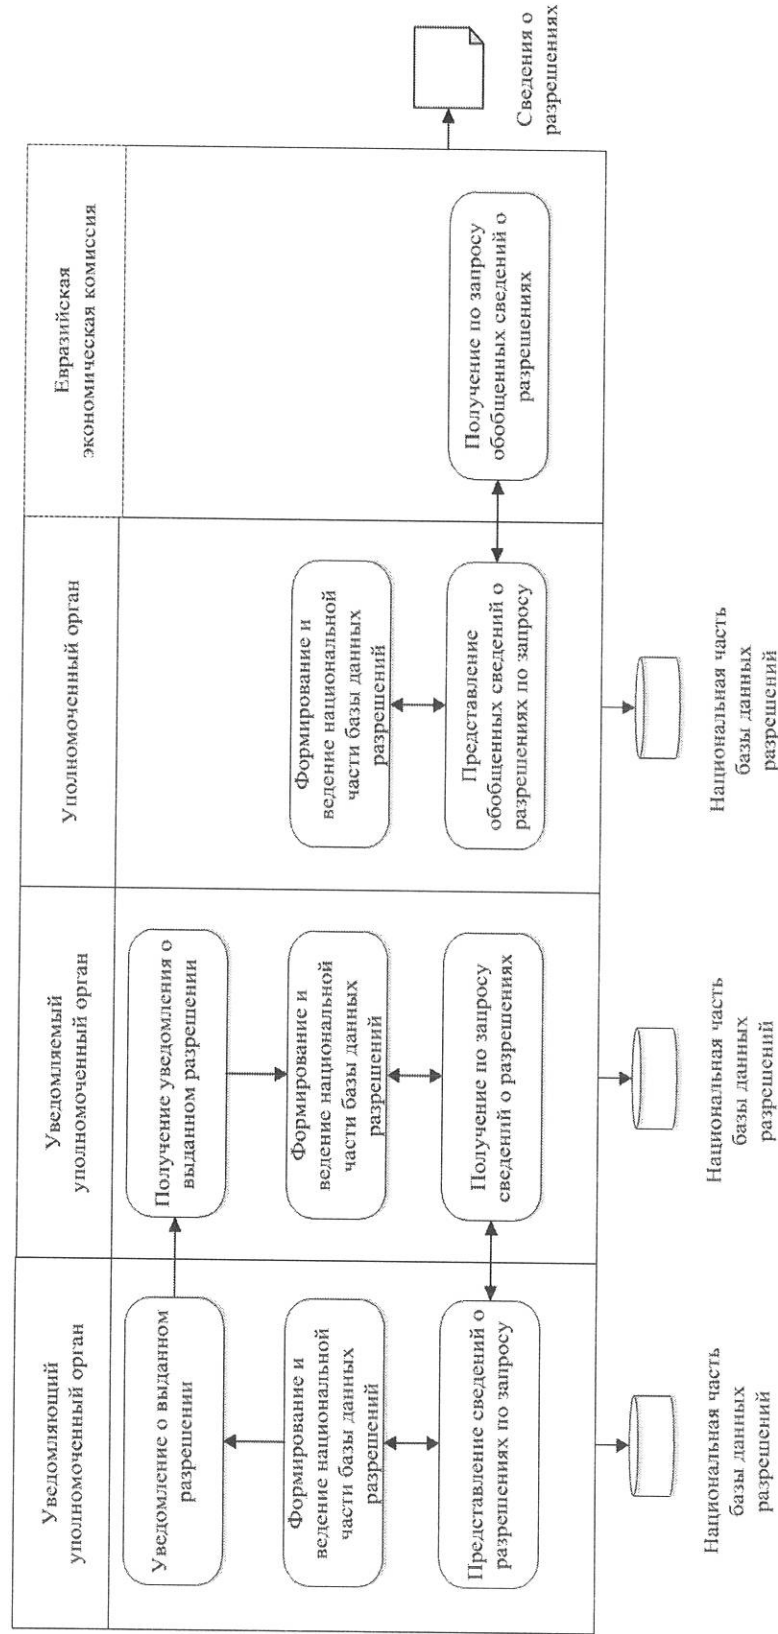 Уведомляющий
уполномоченный орган
Уведомляемый
уполномоченный орган
Уполномоченный орган
Евразийская
экономическая комиссия
Уведомление о выданном
разрешении
Получение уведомления о
выданном разрешении
Формирование и
ведение национальной
части базы данных
разрешений
Формирование и
ведение национальной
части базы данных
разрешений
Формирование и
ведение национальной
части базы данных
разрешений
Представление сведений о
разрешениях по запросу
Получение по запросу
сведений о разрешениях
Представление
обобщенных сведений о
разрешениях по запросу
Получение по запросу
обобщенных сведений о
разрешениях
Сведения о
разрешениях
Национальная часть
базы данных
разрешений
Национальная часть
базы данных
разрешений
Национальная часть
базы данных
разрешений